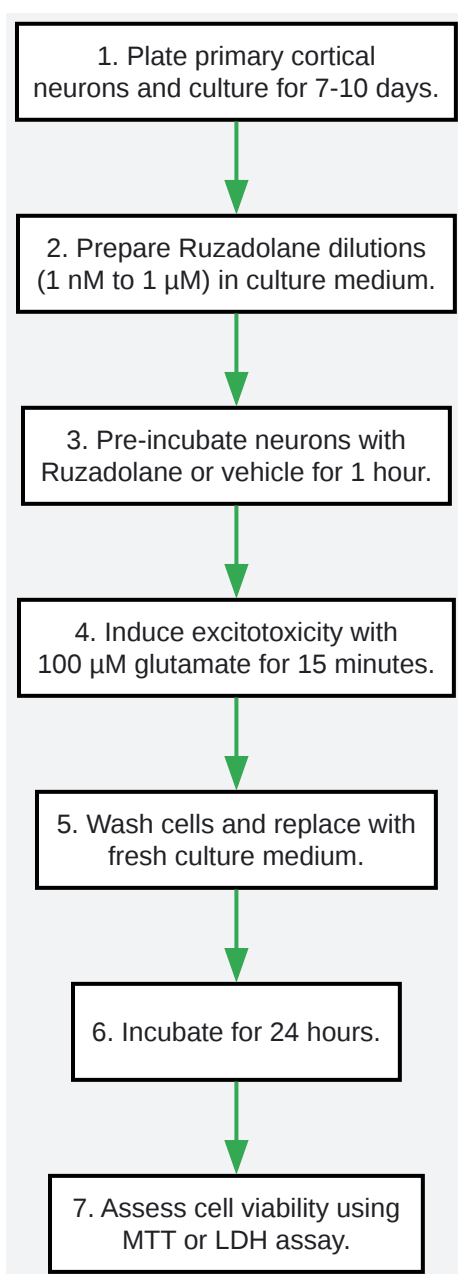 1. Plate primary cortical
neurons and culture for 7-10 days.
2. Prepare Ruzadolane dilutions
(1 nM to 1 µM) in culture medium.
3. Pre-incubate neurons with
Ruzadolane or vehicle for 1 hour.
4. Induce excitotoxicity with
100 µM glutamate for 15 minutes.
5. Wash cells and replace with
fresh culture medium.
6. Incubate for 24 hours.
7. Assess cell viability using
MTT or LDH assay.